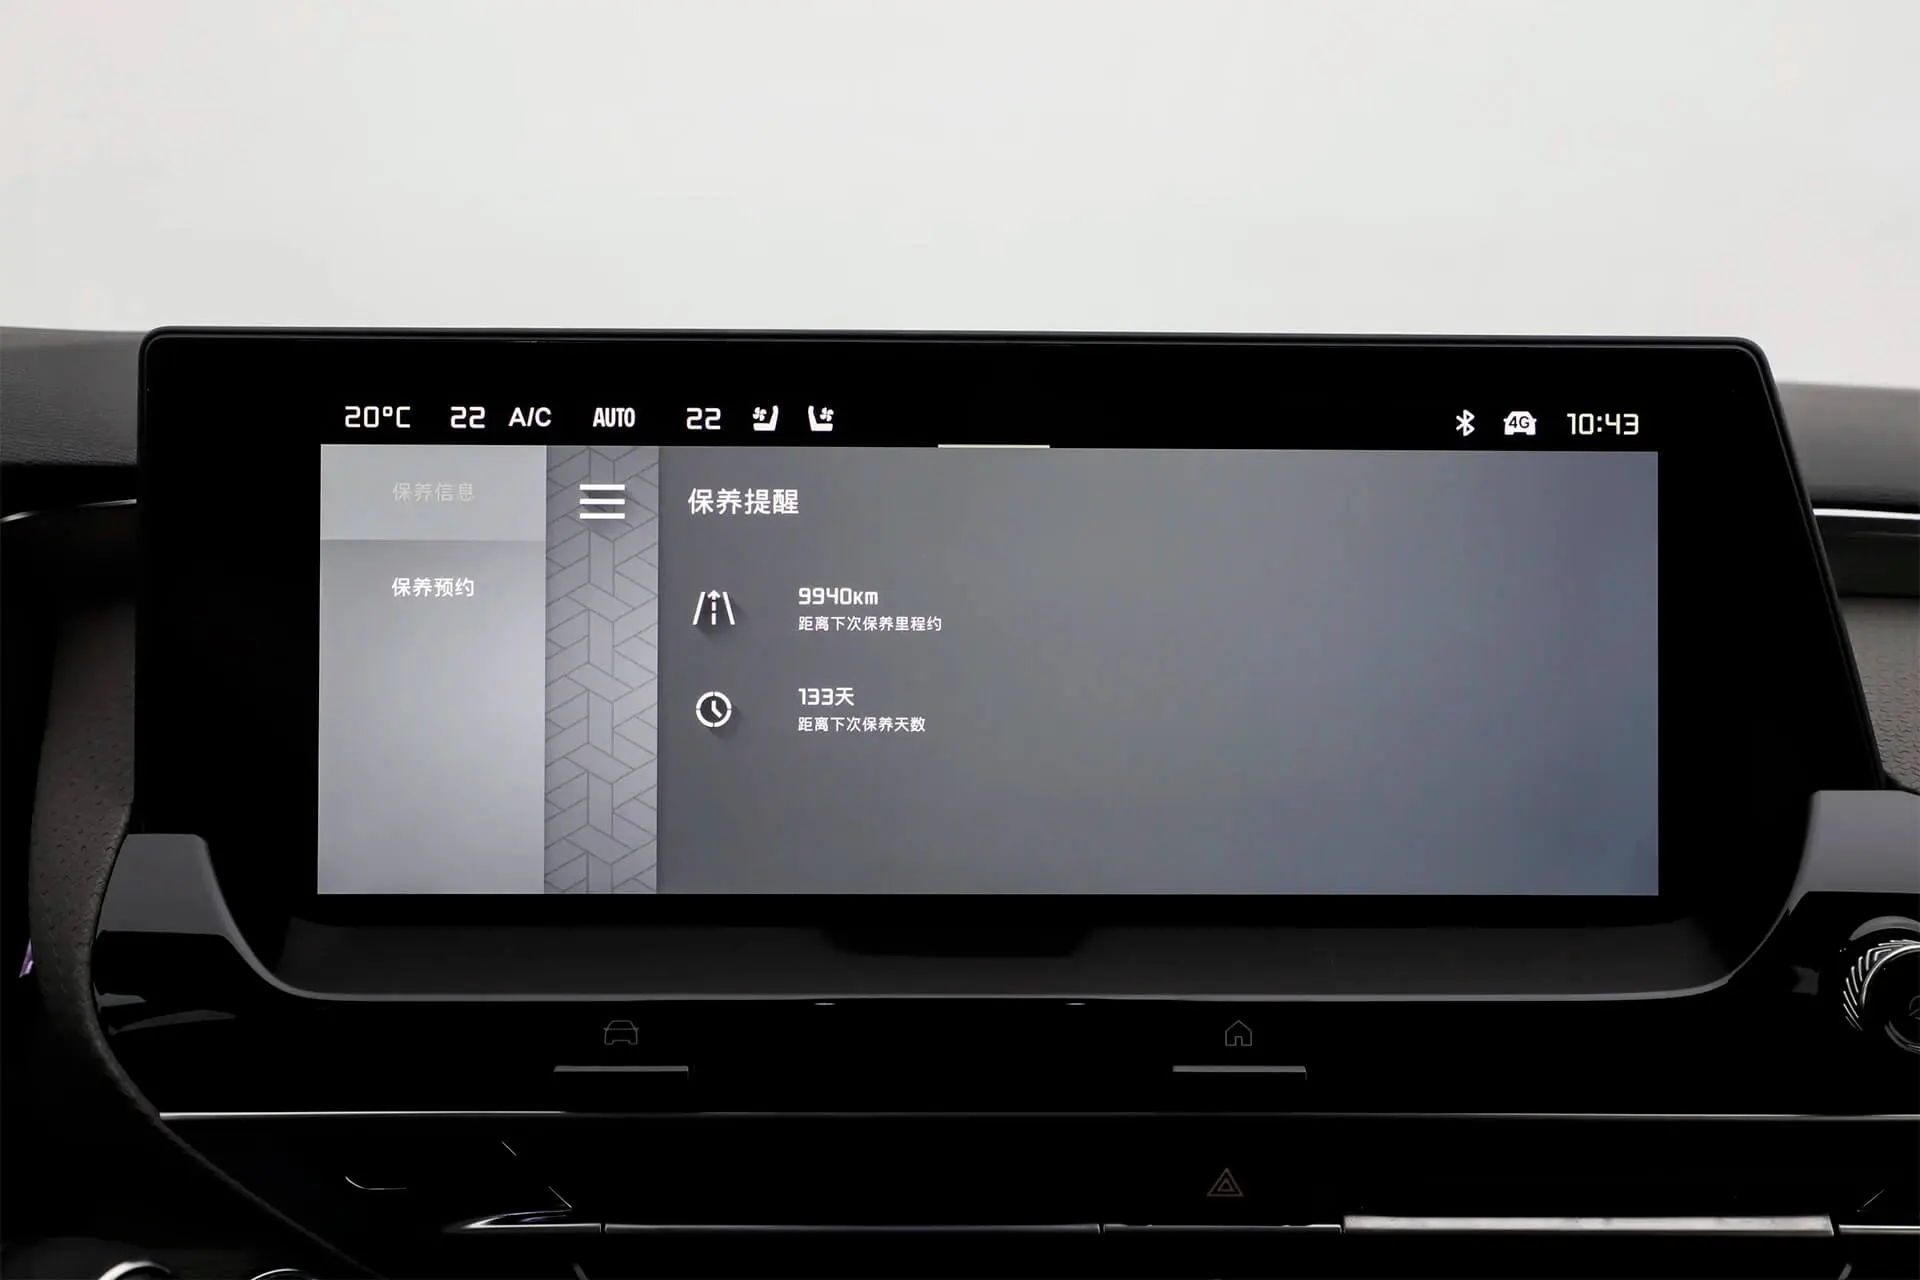 20°C 22 A/C AUTO 22 4G 10:43
保养信息
保养预约
保养提醒
9940km
距离下次保养里程约
133天
距离下次保养天数